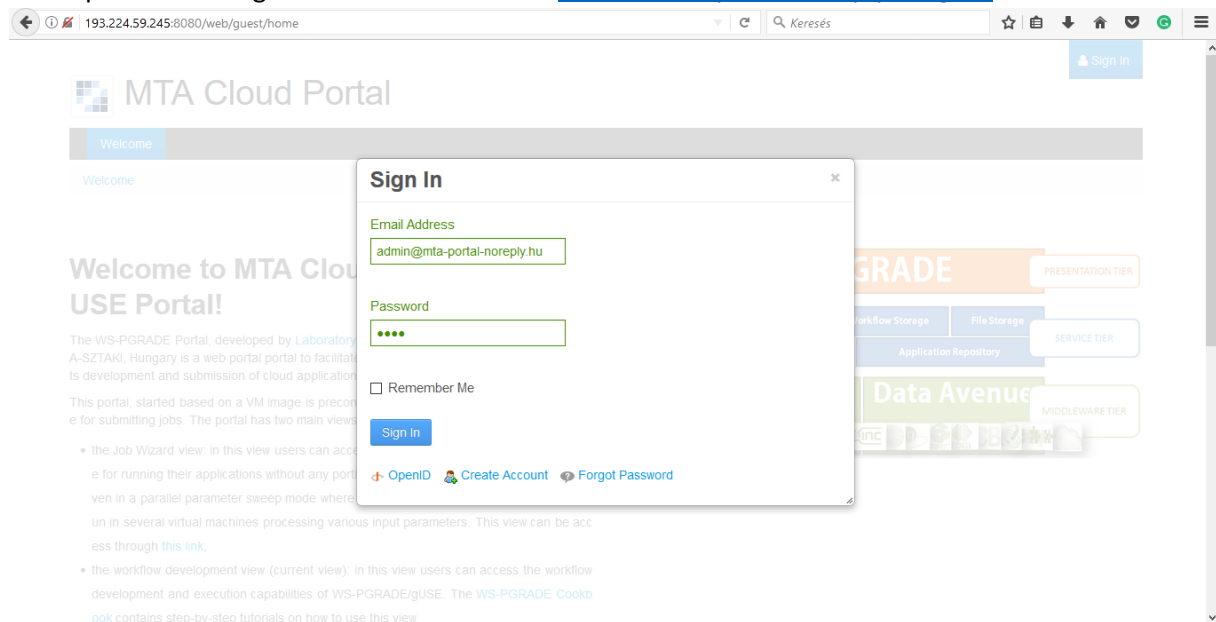 193.224.59.245:8080/web/guest/home
Keresés
Sign In
MTA Cloud Portal
Welcome
Welcome
Sign In
×
Email Address
admin@mta-portal-noreply.hu
Password
••••
Remember Me
Sign In
OpenID Create Account Forgot Password
Welcome to MTA Clou
USE Portal!
The WS-PGRADE Portal, developed by Laboratory
A-SZTAKI, Hungary is a web portal portal to facilitate
ts development and submission of cloud application
This portal, started based on a VM image is precon
e for submitting jobs. The portal has two main views
• the Job Wizard view: in this view users can acce
e for running their applications without any port
ven in a parallel parameter sweep mode where
un in several virtual machines processing various input parameters. This view can be acc
ess through this link,
• the workflow development view (current view): in this view users can access the workflow
development and execution capabilities of WS-PGRADE/gUSE. The WS-PGRADE Cookb
ook contains step-by-step tutorials on how to use this view.
GRADE
PRESENTATION TIER
Workflow Storage
File Storage
SERVICE TIER
Application Repository
Data Avenue
MIDDLEWARE TIER